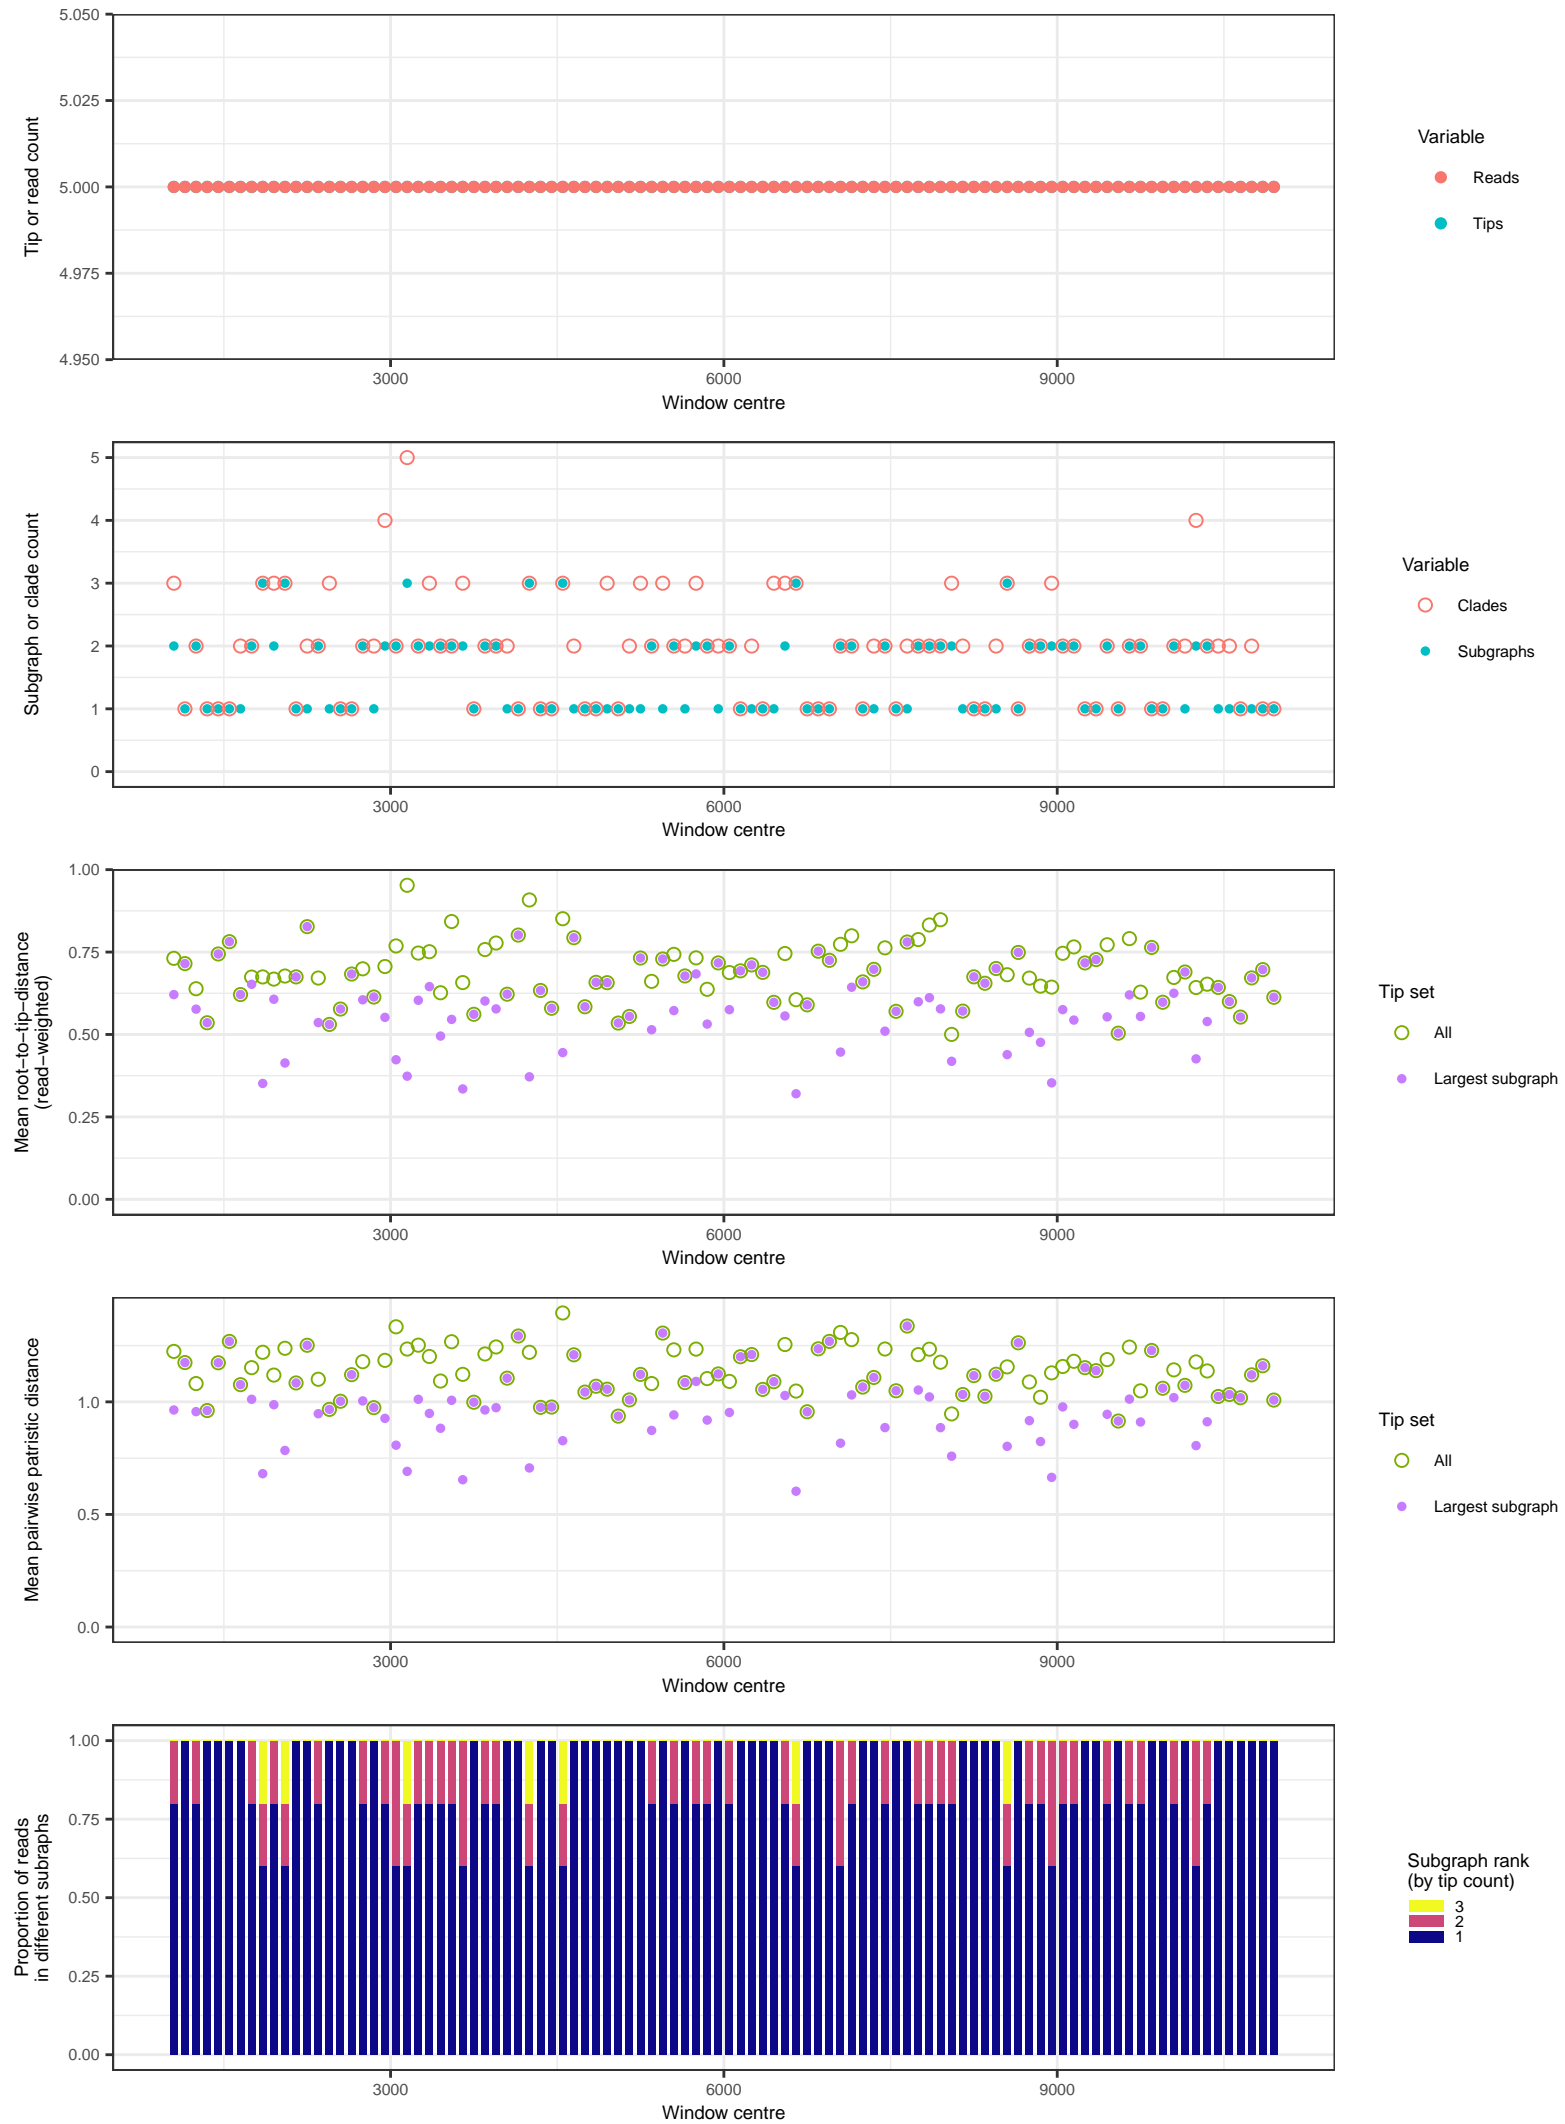 5.050
5.025
5.000
4.975
4.950
Tip or read count
3000
6000
9000
Window centre
Variable
Reads
Tips
5
4
3
2
1
0
Subgraph or clade count
3000
6000
9000
Window centre
Variable
Clades
Subgraphs
1.00
0.75
0.50
0.25
0.00
Mean root−to−tip−distance
(read−weighted)
3000
6000
9000
Window centre
Tip set
All
Largest subgraph
1.0
0.5
0.0
Mean pairwise patristic distance
3000
6000
9000
Window centre
Tip set
All
Largest subgraph
1.00
0.75
0.50
0.25
0.00
Proportion of reads
in different subraphs
3000
6000
9000
Window centre
Subgraph rank
(by tip count)
3
2
1